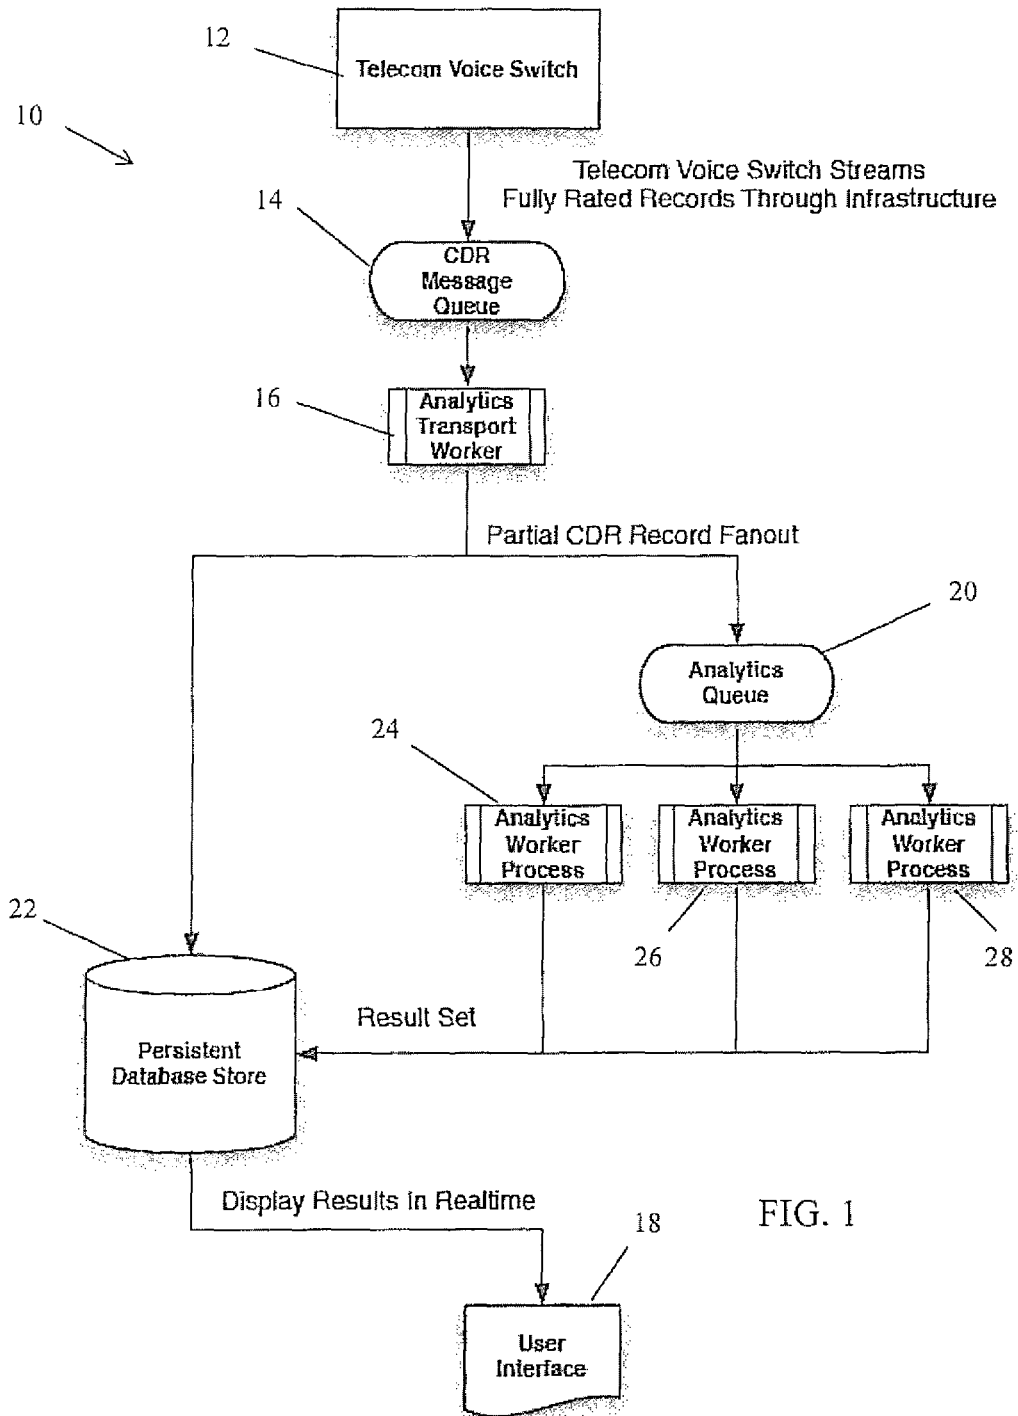 12
Telecom Voice Switch
10
Telecom Voice Switch Streams
Fully Rated Records Through Infrastructure
14
CDR
Message
Queue
16
Analytics
Transport
Worker
Partial CDR Record Fanout
20
Analytics
Queue
24
Analytics
Worker
Process
Analytics
Worker
Process
Analytics
Worker
Process
22
26
28
Result Set
Persistent
Database Store
Display Results in Realtime
FIG. 1
18
User
Interface